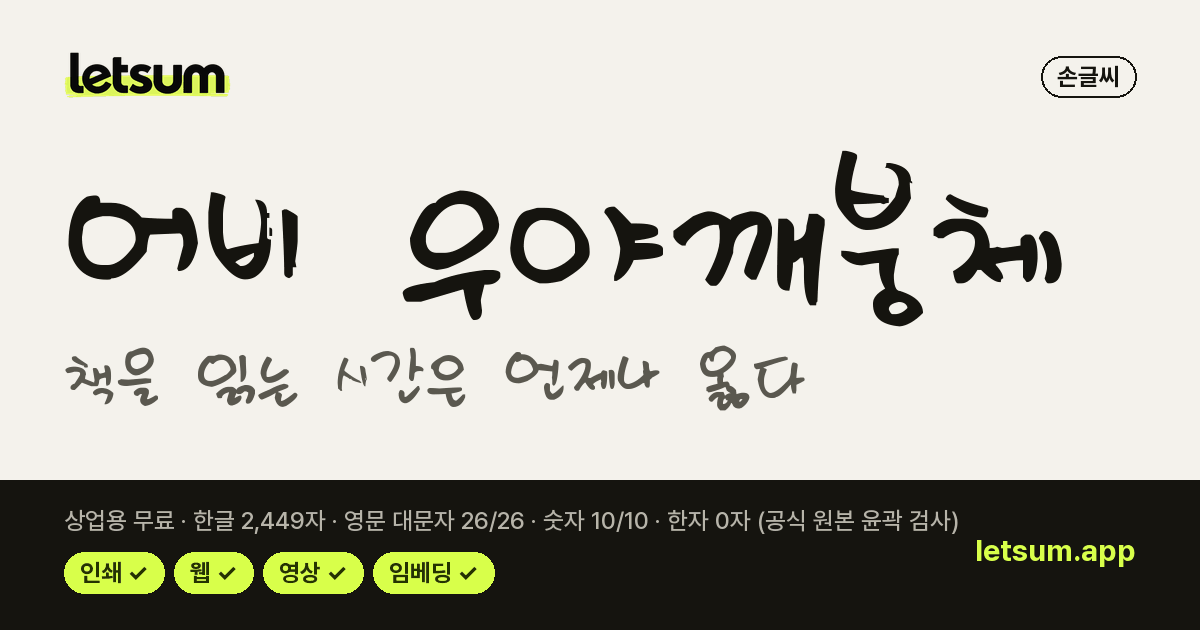 letsum
손글씨
어비 우야깨붕체
책을 읽는 시간은 언제나 옳다
상업용 무료 · 한글 2,449자 · 영문 대문자 26/26 · 숫자 10/10 · 한자 0자 (공식 원본 윤곽 검사)
letsum.app
인쇄 ✓ 웹 ✓ 영상 ✓ 임베딩 ✓